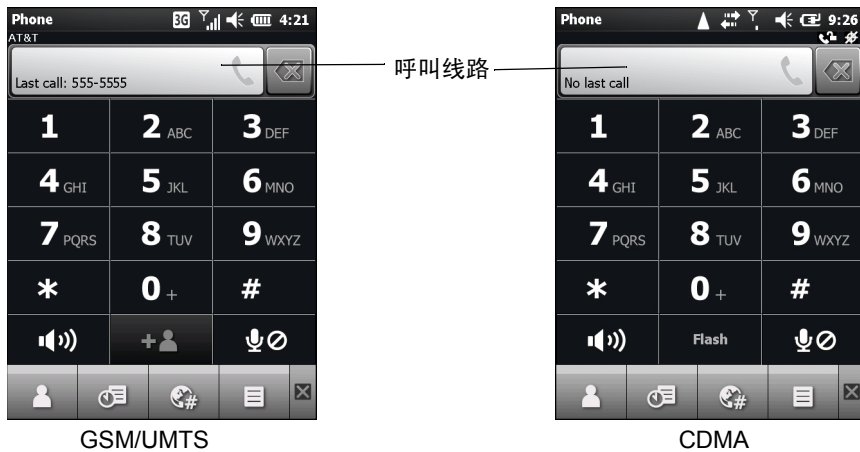 Phone 3G 4:21
AT&T
Last call: 555-5555
1 2 ABC 3 DEF
4 GHI 5 JKL 6 MNO
7 PQRS 8 TUV 9 WXYZ
* 0 + #
GSM/UMTS
呼叫线路
Phone 9:26
No last call
1 2 ABC 3 DEF
4 GHI 5 JKL 6 MNO
7 PQRS 8 TUV 9 WXYZ
* 0 + #
Flash
CDMA